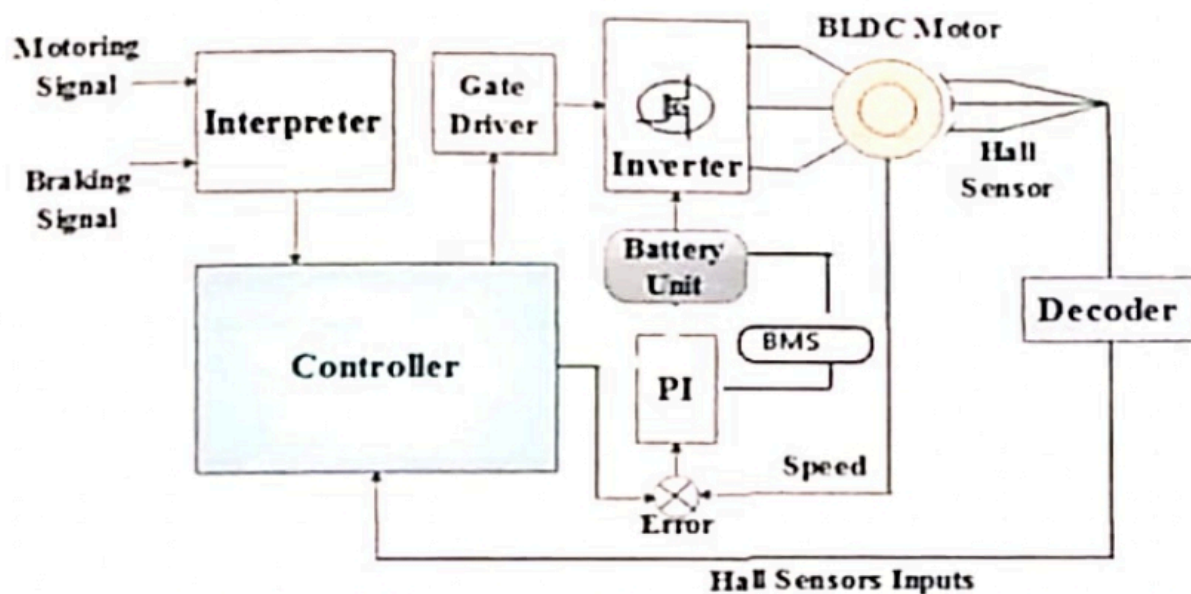 Motoring
Signal
Interpreter
Braking
Signal
Gate
Driver
Inverter
BLDC Motor
Hall
Sensor
Battery
Unit
Decoder
Controller
BMS
PI
Speed
Error
Hall Sensors Inputs